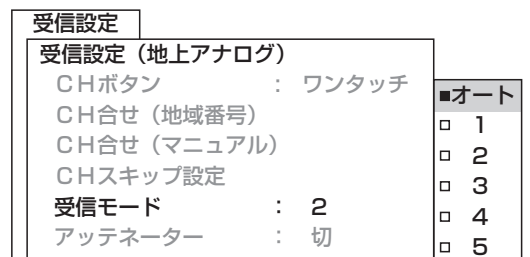 受信設定
受信設定（地上アナログ）
ＣＨボタン　：　ワンタッチ
ＣＨ合せ（地域番号）
ＣＨ合せ（マニュアル）
ＣＨスキップ設定
受信モード　：　２
アッテネーター　：　切
■オート
□　１
□　２
□　３
□　４
□　５